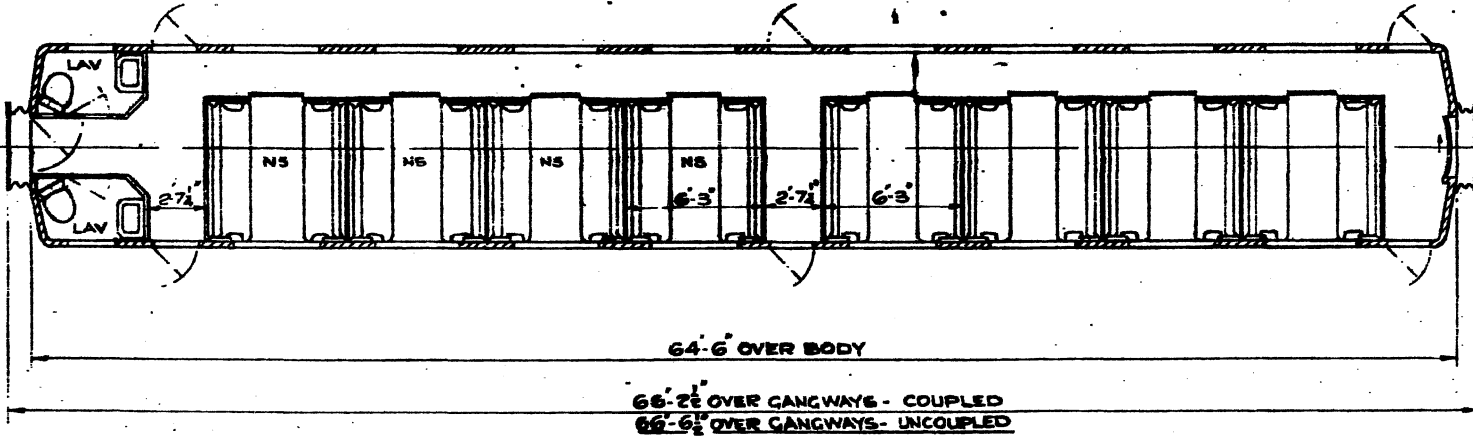 LAV
NS
NS
NS
NS
2'-7¼"
6'-3"
2'-7½"
6'-3"
LAV
64'-6" OVER BODY
66'-2½" OVER GANGWAYS - COUPLED
66'-6½" OVER GANGWAYS - UNCOUPLED